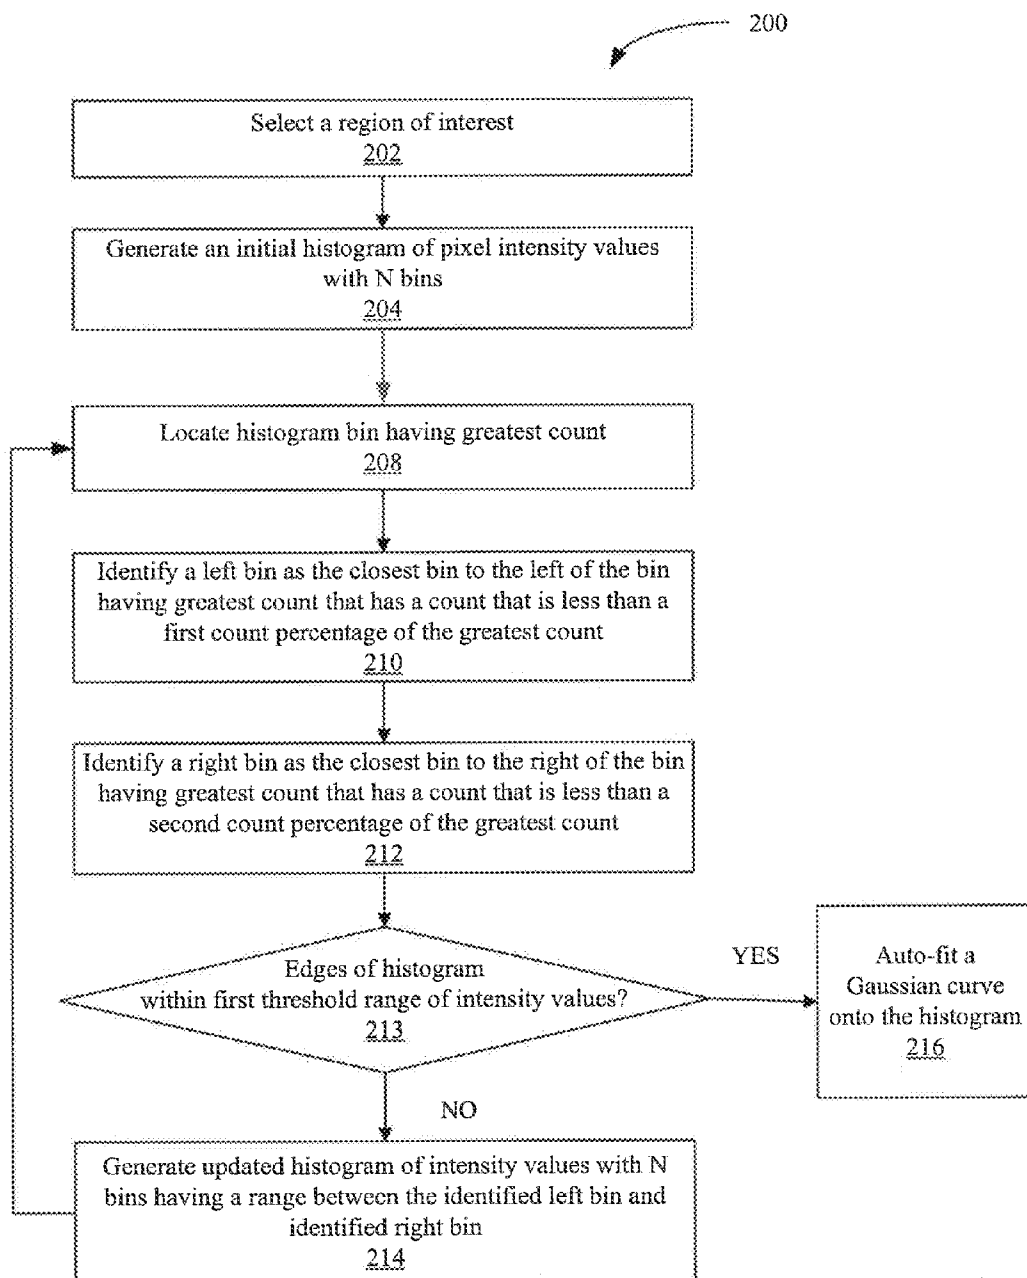 200
Select a region of interest
202
Generate an initial histogram of pixel intensity values
with N bins
204
Locate histogram bin having greatest count
208
Identify a left bin as the closest bin to the left of the bin
having greatest count that has a count that is less than a
first count percentage of the greatest count
210
Identify a right bin as the closest bin to the right of the bin
having greatest count that has a count that is less than a
second count percentage of the greatest count
212
Edges of histogram
within first threshold range of intensity values?
213
YES
Auto-fit a
Gaussian curve
onto the histogram
216
NO
Generate updated histogram of intensity values with N
bins having a range between the identified left bin and
identified right bin
214